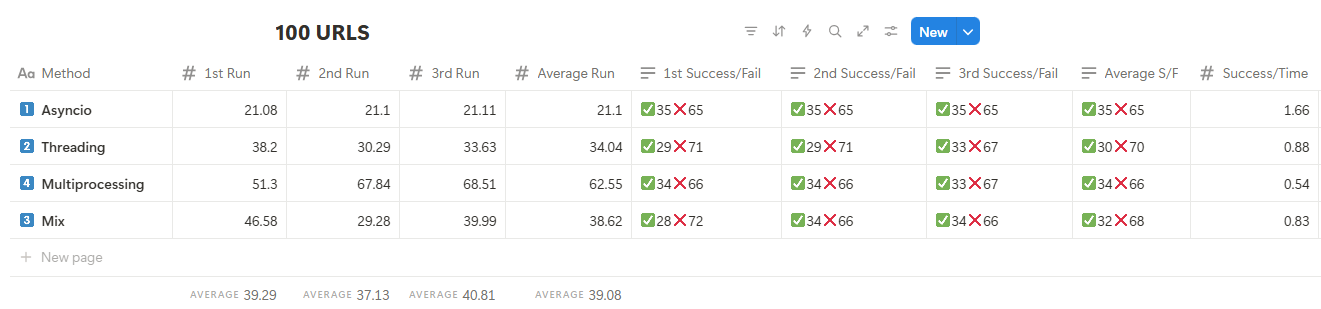 100 URLS
New
Aa Method # 1st Run # 2nd Run # 3rd Run # Average Run 1st Success/Fail 2nd Success/Fail 3rd Success/Fail Average S/F # Success/Time
1️⃣ Asyncio 21.08 21.1 21.11 21.1 ✅35❌65 ✅35❌65 ✅35❌65 ✅35❌65 1.66
2️⃣ Threading 38.2 30.29 33.63 34.04 ✅29❌71 ✅29❌71 ✅33❌67 ✅30❌70 0.88
4️⃣ Multiprocessing 51.3 67.84 68.51 62.55 ✅34❌66 ✅34❌66 ✅33❌67 ✅34❌66 0.54
3️⃣ Mix 46.58 29.28 39.99 38.62 ✅28❌72 ✅34❌66 ✅34❌66 ✅32❌68 0.83
+ New page
AVERAGE 39.29 AVERAGE 37.13 AVERAGE 40.81 AVERAGE 39.08